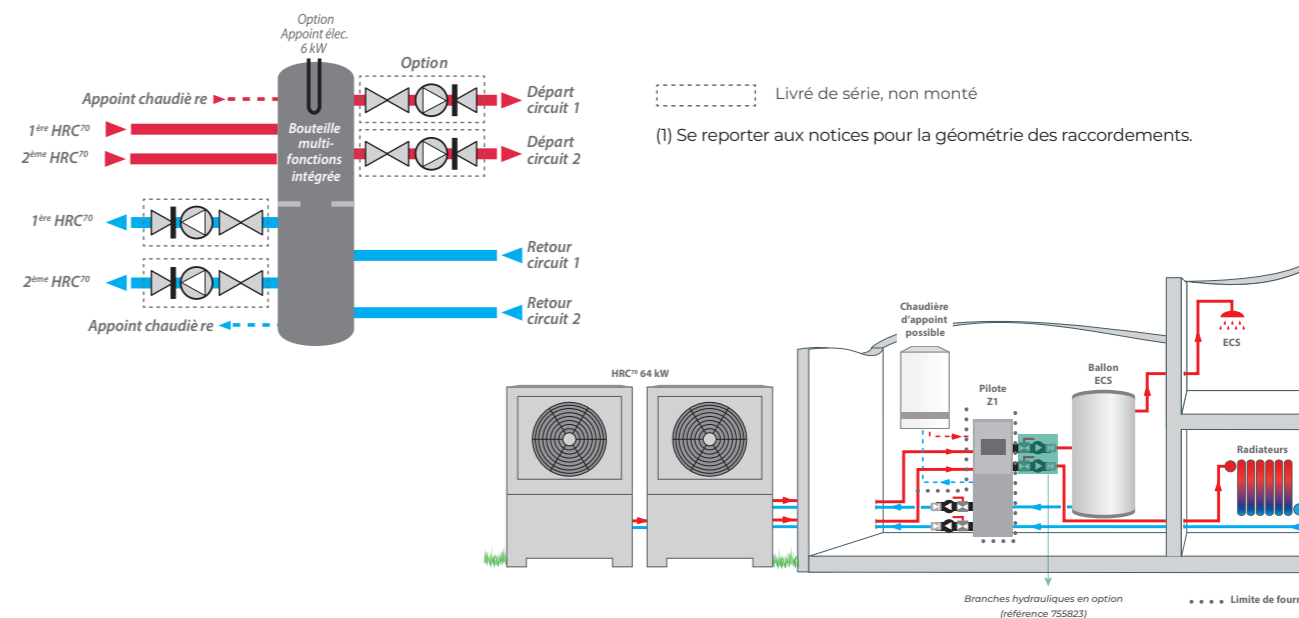 Option
Appoint élec.
6 kW
Option
Appoint chaudiè re
Départ
circuit 1
1ère HRC70
2ème HRC70
Bouteille
multi-
fonctions
intégrée
Départ
circuit 2
1ère HRC70
Retour
circuit 1
2ème HRC70
Retour
circuit 2
Appoint chaudiè re
Livré de série, non monté
(1) Se reporter aux notices pour la géométrie des raccordements.
Chaudière
d'appoint
possible
ECS
HRC70 64 kW
Pilote
Z1
Ballon
ECS
Radiateurs
Branches hydrauliques en option
(référence 755823)
Limite de fourn